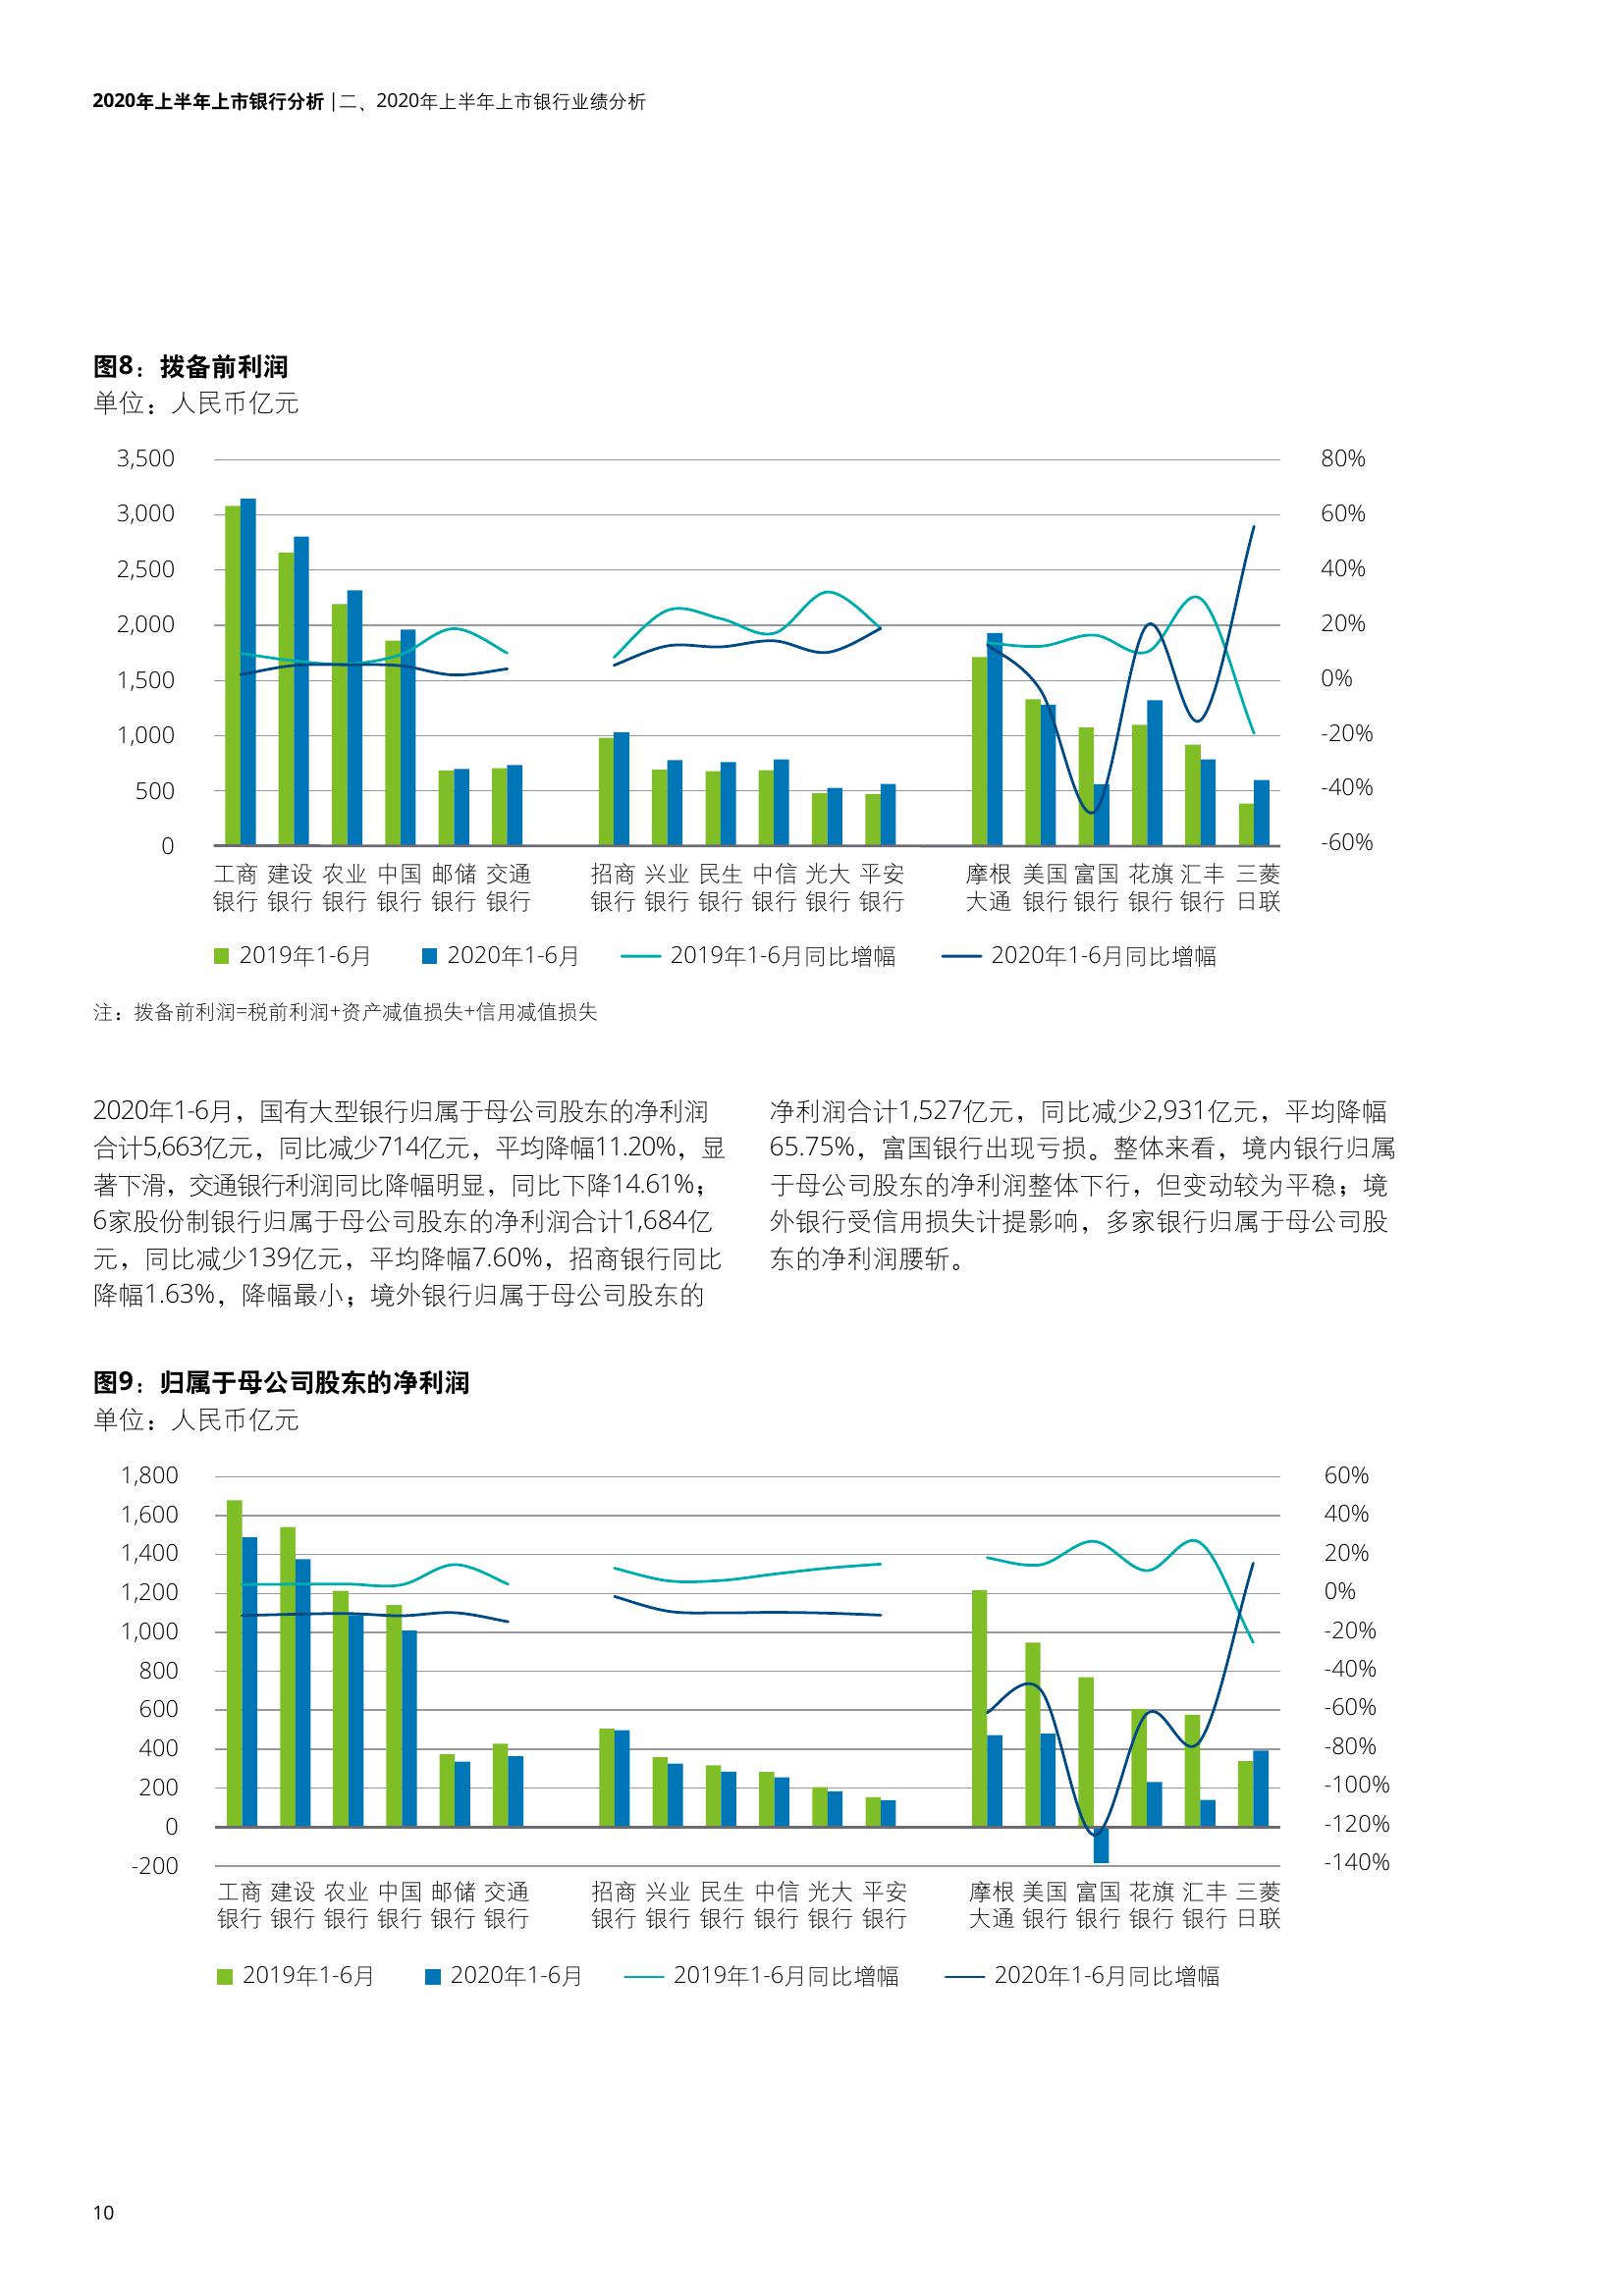 2020年上半年上市银行分析 |二、2020年上半年上市银行业绩分析
图8：拨备前利润
单位：人民币亿元
3,500
3,000
2,500
2,000
1,500
1,000
500
0
80%
60%
40%
20%
0%
-20%
-40%
-60%
工商 建设 农业 中国 邮储 交通 招商 兴业 民生 中信 光大 平安 摩根 美国 富国 花旗 汇丰 三菱
银行 银行 银行 银行 银行 银行 银行 银行 银行 银行 银行 银行 大通 银行 银行 银行 银行 日联
2019年1-6月 2020年1-6月 2019年1-6月同比增幅 2020年1-6月同比增幅
注：拨备前利润=税前利润+资产减值损失+信用减值损失
2020年1-6月，国有大型银行归属于母公司股东的净利润
合计5,663亿元，同比减少714亿元，平均降幅11.20%，显
著下滑，交通银行利润同比降幅明显，同比下降14.61%；
6家股份制银行归属于母公司股东的净利润合计1,684亿
元，同比减少139亿元，平均降幅7.60%，招商银行同比
降幅1.63%，降幅最小；境外银行归属于母公司股东的
净利润合计1,527亿元，同比减少2,931亿元，平均降幅
65.75%，富国银行出现亏损。整体来看，境内银行归属
于母公司股东的净利润整体下行，但变动较为平稳；境
外银行受信用损失计提影响，多家银行归属于母公司股
东的净利润腰斩。
图9：归属于母公司股东的净利润
单位：人民币亿元
1,800
1,600
1,400
1,200
1,000
800
600
400
200
0
-200
60%
40%
20%
0%
-20%
-40%
-60%
-80%
-100%
-120%
-140%
工商 建设 农业 中国 邮储 交通 招商 兴业 民生 中信 光大 平安 摩根 美国 富国 花旗 汇丰 三菱
银行 银行 银行 银行 银行 银行 银行 银行 银行 银行 银行 银行 大通 银行 银行 银行 银行 日联
2019年1-6月 2020年1-6月 2019年1-6月同比增幅 2020年1-6月同比增幅
10